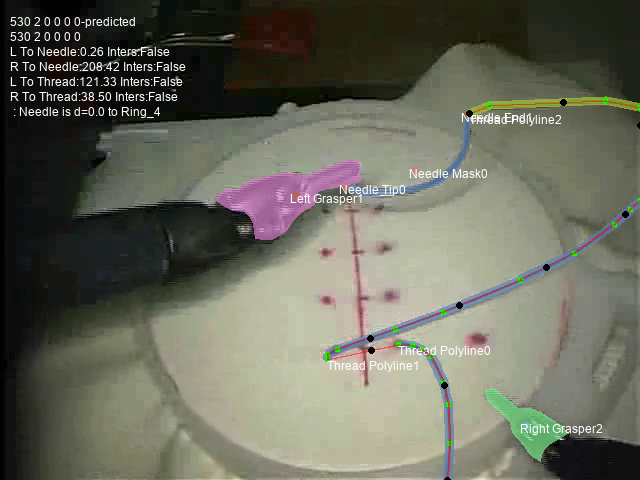 530 2 0 0 0 0-predicted
530 2 0 0 0 0
L To Needle:0.26 Inters:False
R To Needle:208.42 Inters:False
L To Thread:121.33 Inters:False
R To Thread:38.50 Inters:False
: Needle is d=0.0 to Ring_4
Needle End1
Thread Polyline2
Needle Mask0
Needle Tip0
Left Grasper1
Thread Polyline0
Thread Polyline1
Right Grasper2